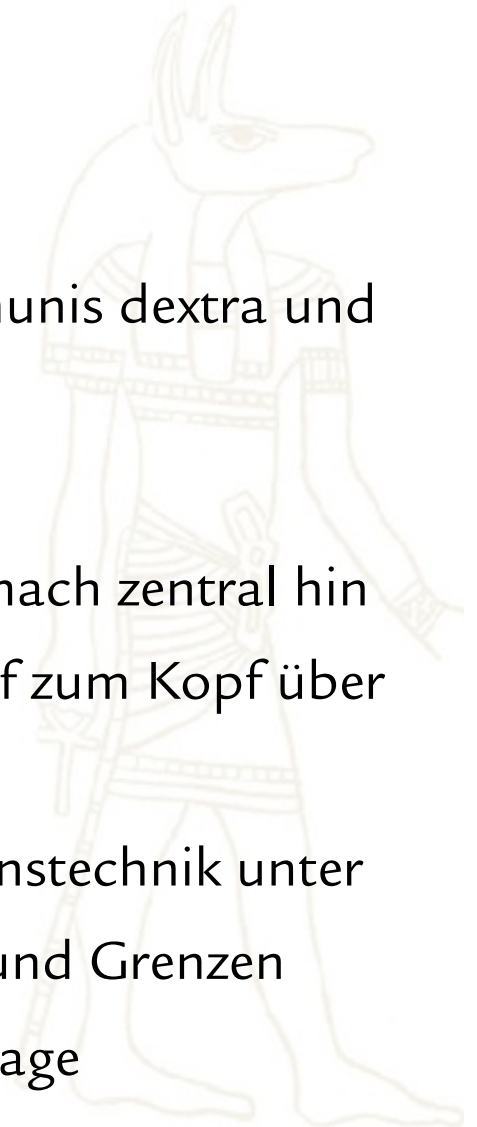 unis dextra und
nach zentral hin
f zum Kopf über
nstechnik unter
und Grenzen
age